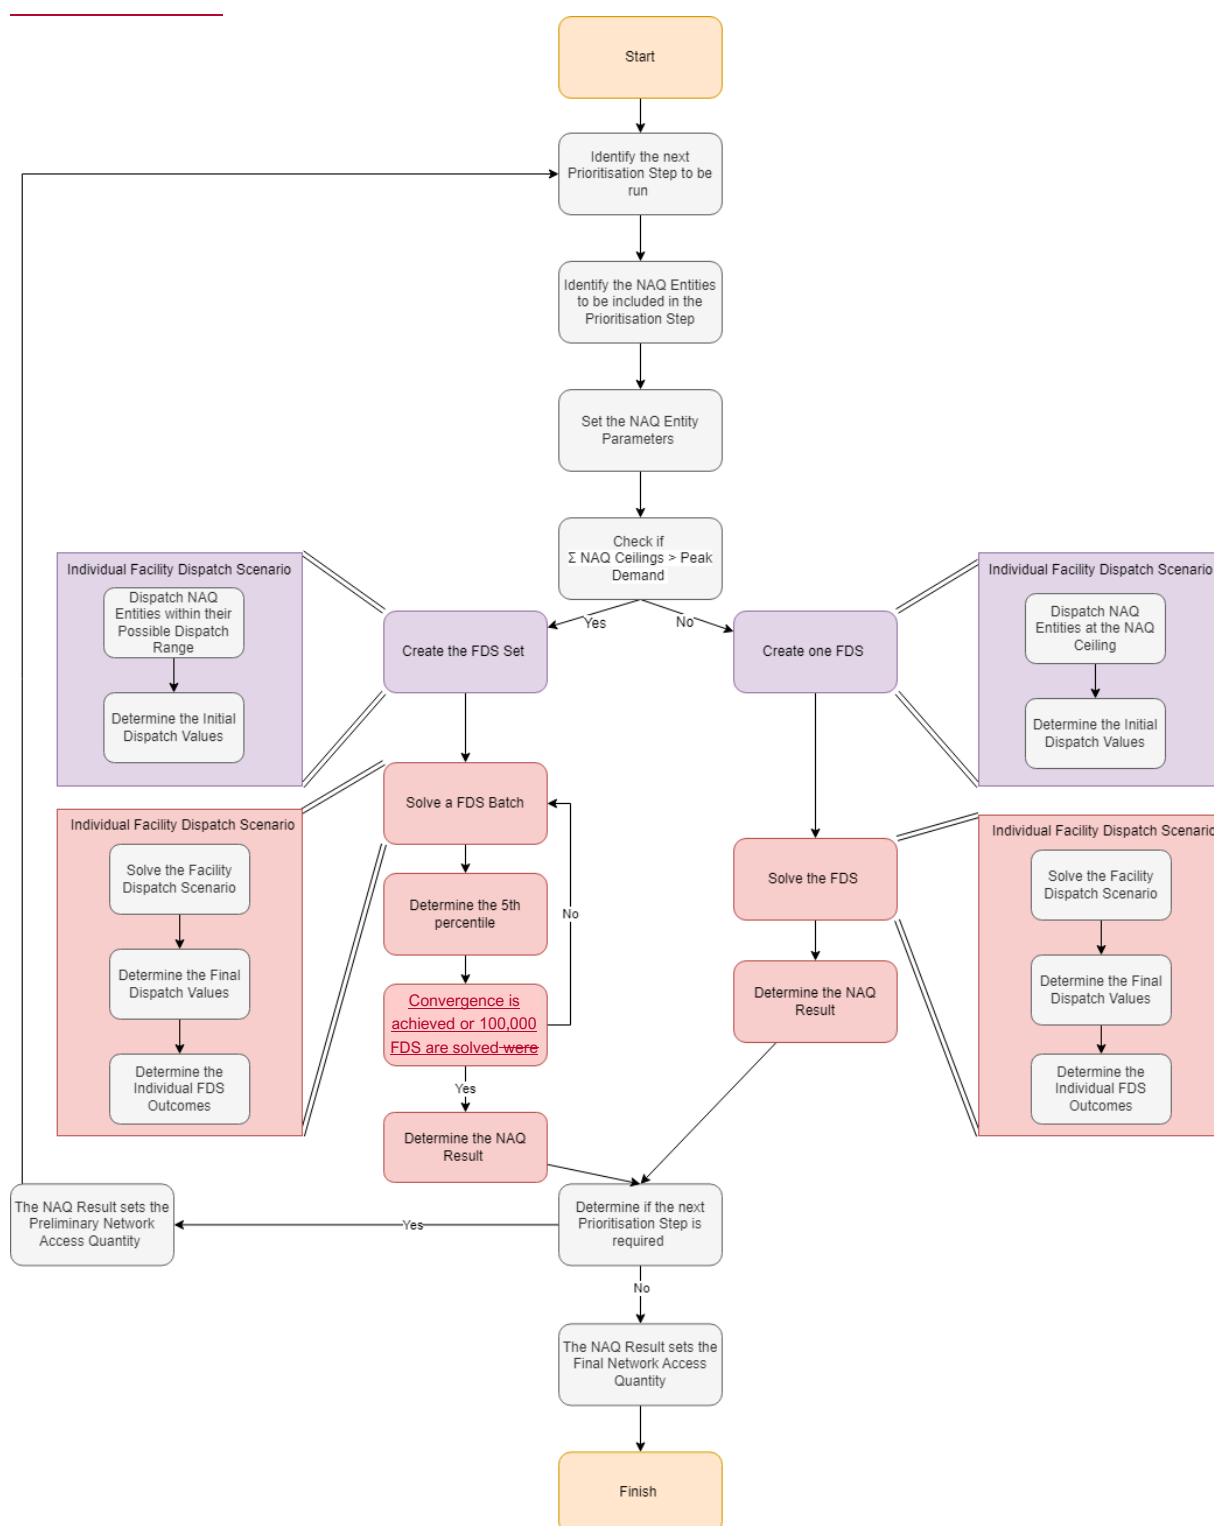 Start
Identify the next
Prioritisation Step to be
run
Identify the NAQ Entities
to be included in the
Prioritisation Step
Set the NAQ Entity
Parameters
Check if
Σ NAQ Ceilings > Peak
Demand
Yes
No
Individual Facility Dispatch Scenario
Dispatch NAQ
Entities within their
Possible Dispatch
Range
Determine the Initial
Dispatch Values
Create the FDS Set
Create one FDS
Individual Facility Dispatch Scenario
Dispatch NAQ
Entities at the NAQ
Ceiling
Determine the Initial
Dispatch Values
Individual Facility Dispatch Scenario
Solve the Facility
Dispatch Scenario
Determine the Final
Dispatch Values
Determine the
Individual FDS
Outcomes
Solve a FDS Batch
Determine the 5th
percentile
No
Convergence is
achieved or 100,000
FDS are solved were
Yes
Determine the NAQ
Result
Solve the FDS
Determine the NAQ
Result
Individual Facility Dispatch Scenario
Solve the Facility
Dispatch Scenario
Determine the Final
Dispatch Values
Determine the
Individual FDS
Outcomes
The NAQ Result sets the
Preliminary Network
Access Quantity
Yes
Determine if the next
Prioritisation Step is
required
No
The NAQ Result sets the
Final Network Access
Quantity
Finish